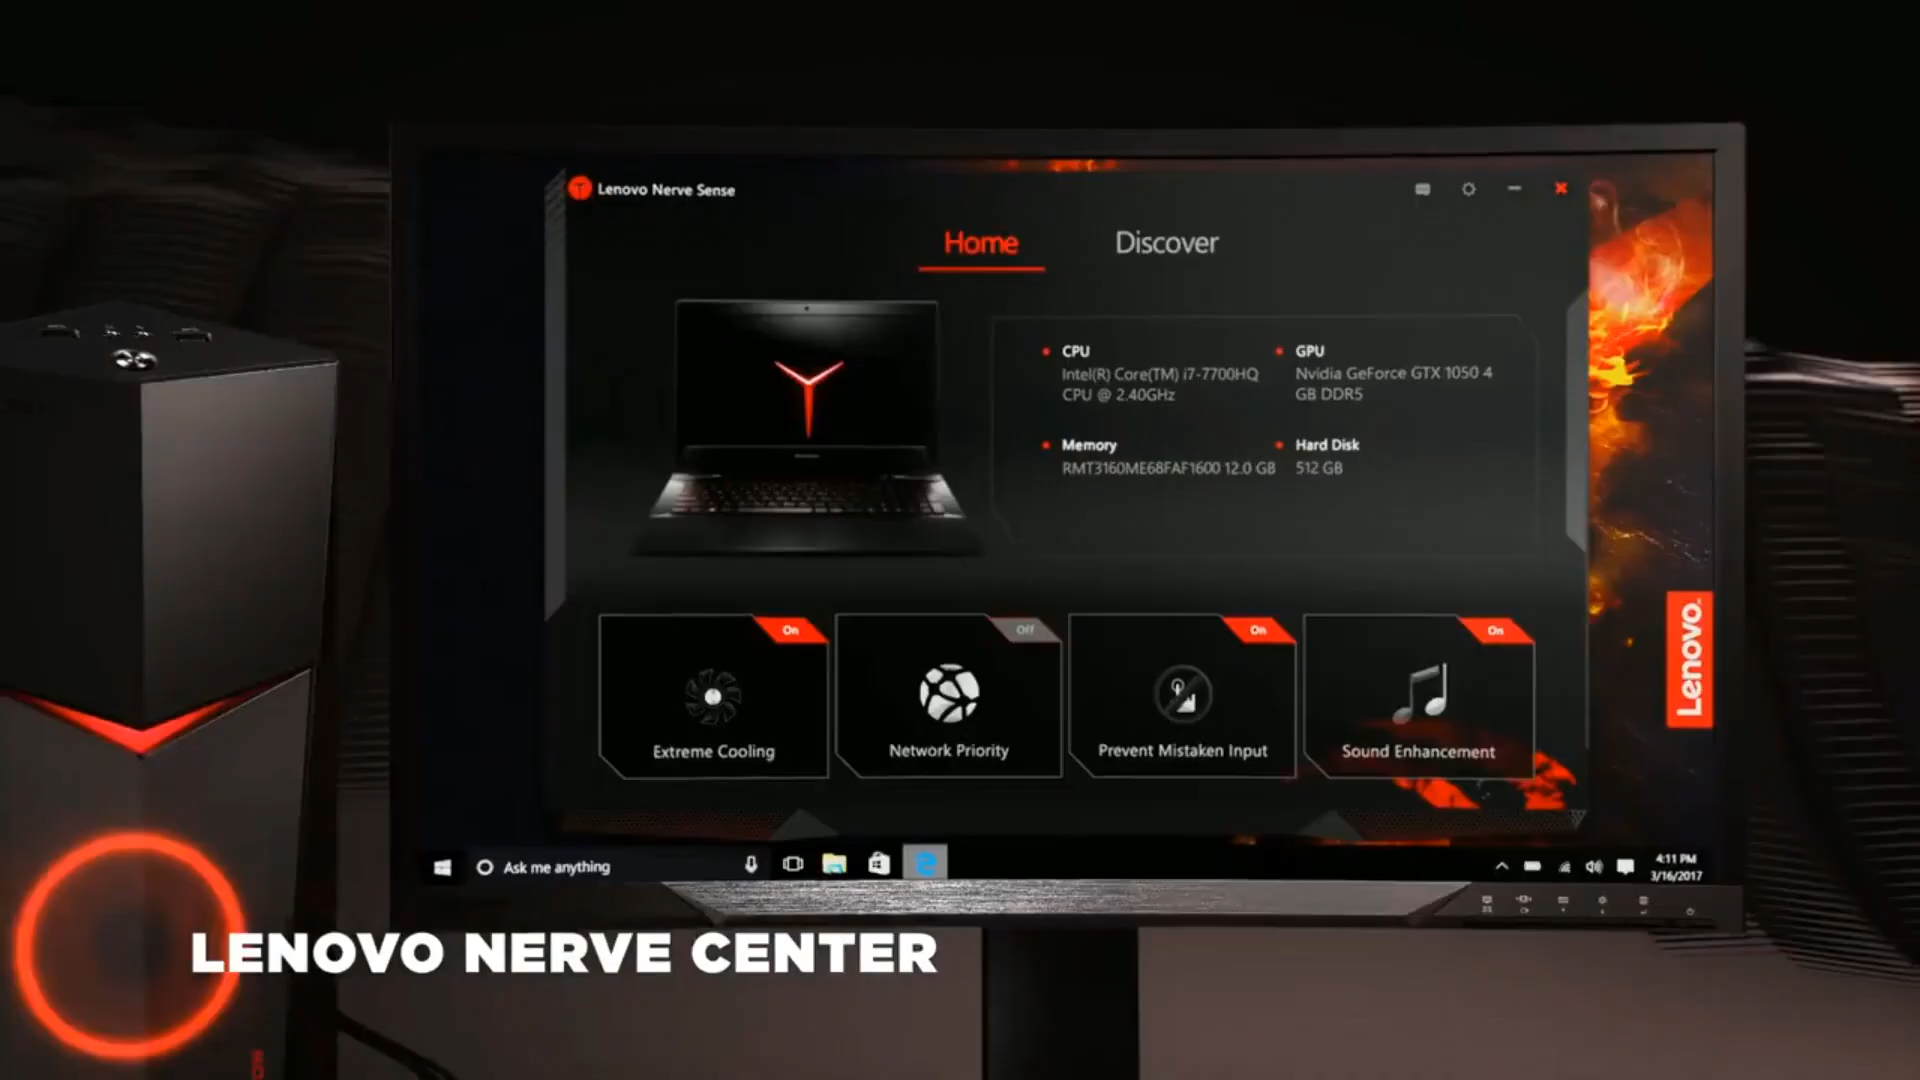 Lenovo Nerve Sense
Home
Discover
CPU
Intel(R) Core(TM) i7-7700HQ
CPU @ 2.40GHz
GPU
Nvidia GeForce GTX 1050 4
GB DDR5
Memory
RMT3160ME68FAF1600 12.0 GB
Hard Disk
512 GB
On
Extreme Cooling
Off
Network Priority
On
Prevent Mistaken Input
On
Sound Enhancement
Lenovo
Ask me anything
4:11 PM
3/16/2017
LENOVO NERVE CENTER